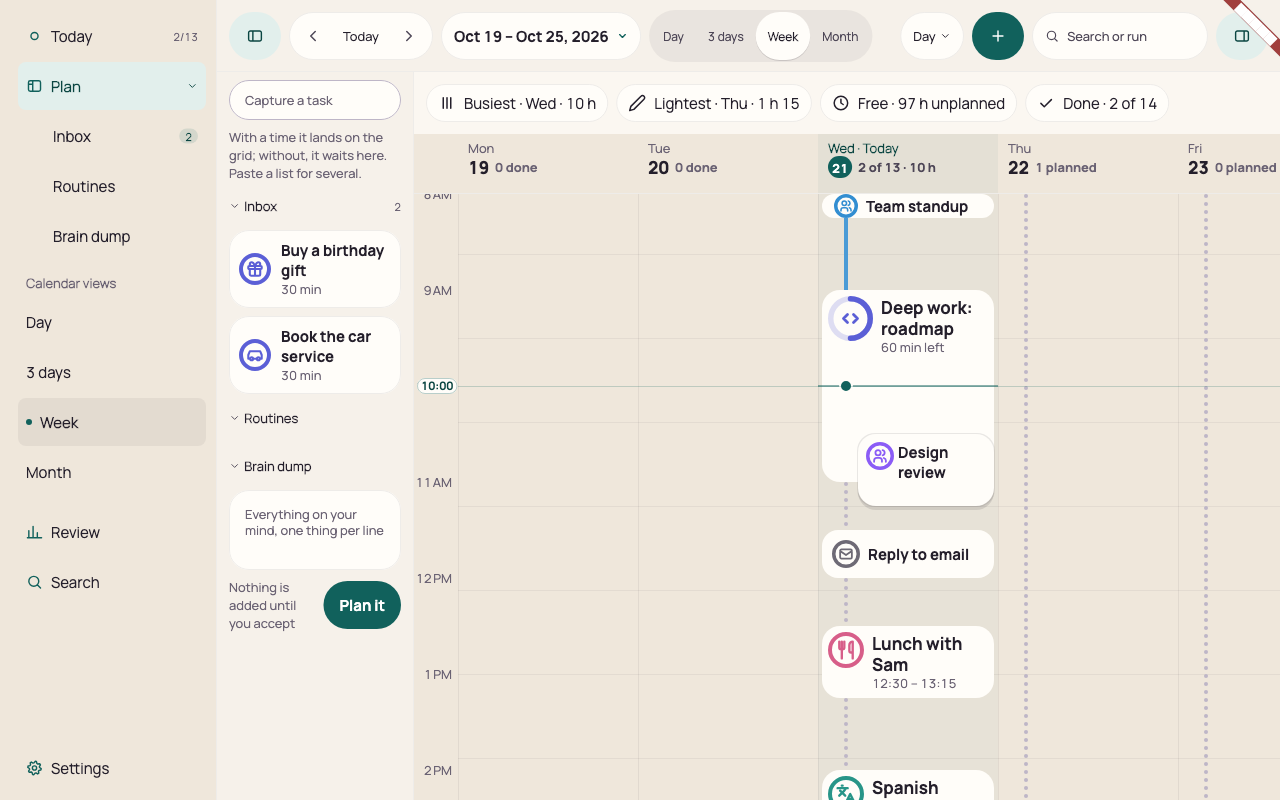 Today
2/13
Plan
Inbox
2
Routines
Brain dump
Calendar views
Day
3 days
Week
Month
Review
Search
Settings
Today
Oct 19 – Oct 25, 2026
Day
3 days
Week
Month
Day
Search or run
Capture a task
With a time it lands on the
grid; without, it waits here.
Paste a list for several.
Inbox
2
Buy a birthday
gift
30 min
Book the car
service
30 min
Routines
Brain dump
Everything on your
mind, one thing per line
Nothing is
added until
you accept
Plan it
Busiest · Wed · 10 h
Lightest · Thu · 1 h 15
Free · 97 h unplanned
Done · 2 of 14
Mon
19 0 done
Tue
20 0 done
Wed · Today
21 2 of 13 · 10 h
Thu
22 1 planned
Fri
23 0 planned
8 AM
9 AM
10:00
11 AM
12 PM
1 PM
2 PM
Team standup
Deep work:
roadmap
60 min left
Design
review
Reply to email
Lunch with
Sam
12:30 – 13:15
Spanish